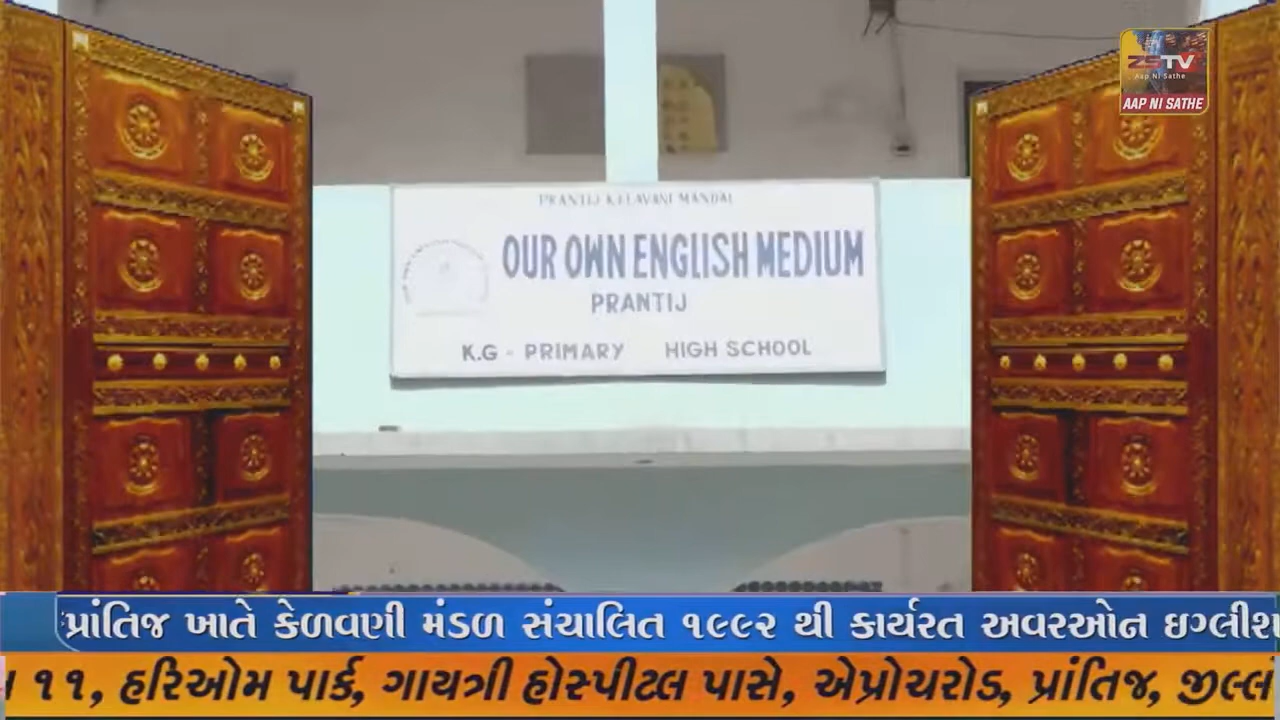 ZSTV
Aap Ni Sathe
AAP NI SATHE
PRANTIJ KELAVANI MANDAL
OUR OWN ENGLISH MEDIUM
PRANTIJ
K.G - PRIMARY HIGH SCHOOL
પ્રાંતિજ ખાતે કેળવણી મંડળ સંચાલિત ૧૯૯૨ થી કાર્યરત અવરઓન ઇગ્લીશ
૧૧, હરિઓમ પાર્ક, ગાયત્રી હોસ્પીટલ પાસે, એપ્રોચરોડ, પ્રાંતિજ, જીલ્લ